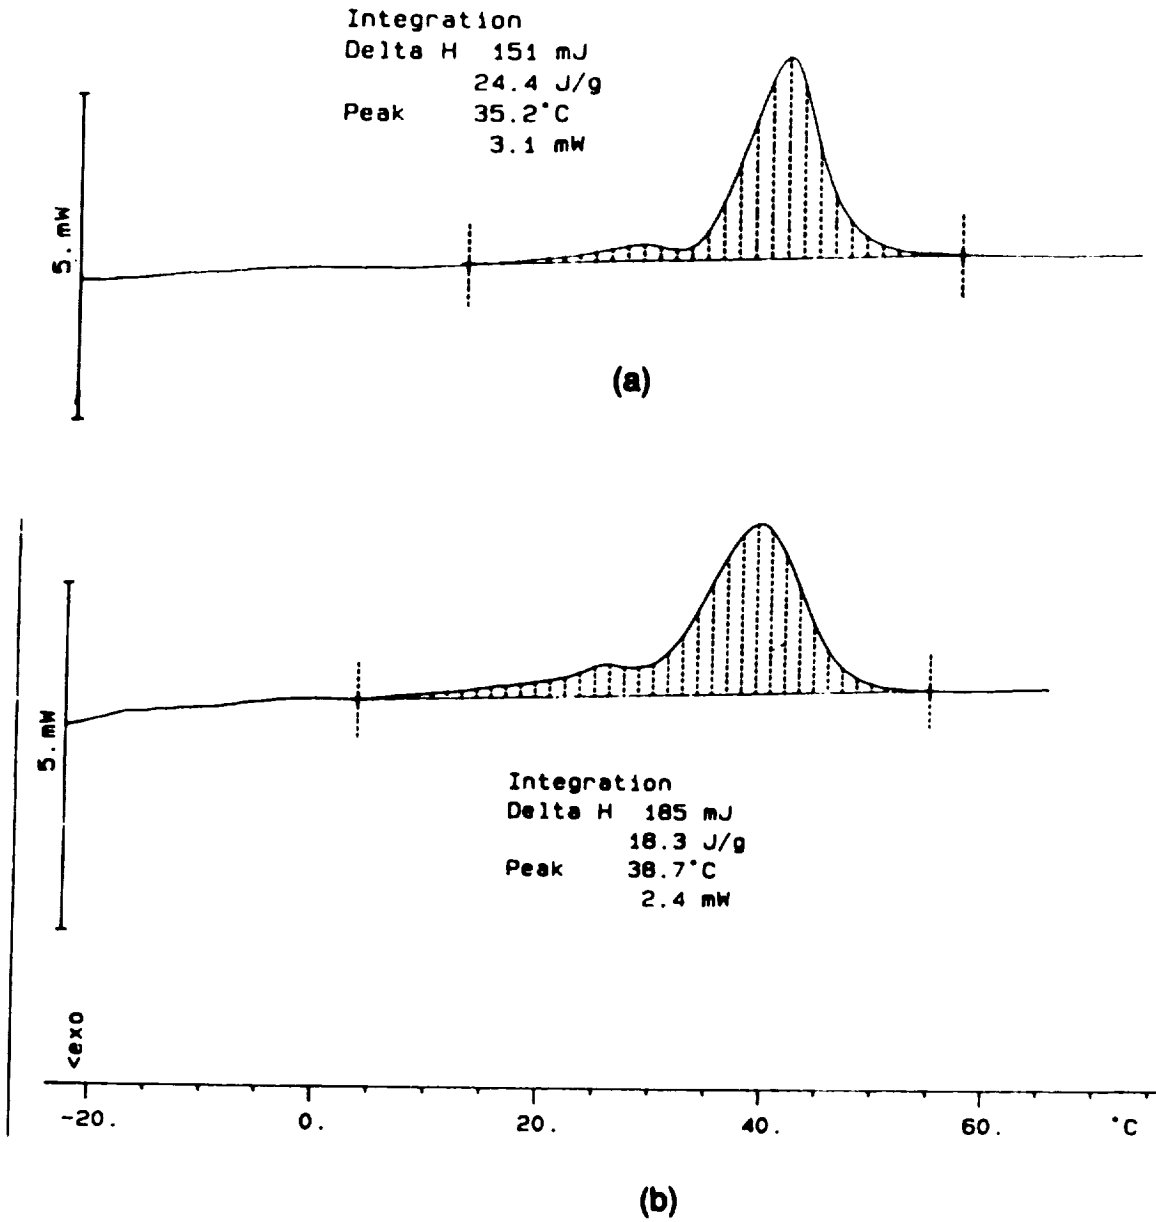 Integration
Delta H 151 mJ
24.4 J/g
Peak 35.2°C
3.1 mW
5. mW
(a)
5. mW
Integration
Delta H 185 mJ
18.3 J/g
Peak 38.7°C
2.4 mW
<exo
-20. 0. 20. 40. 60. °C
(b)